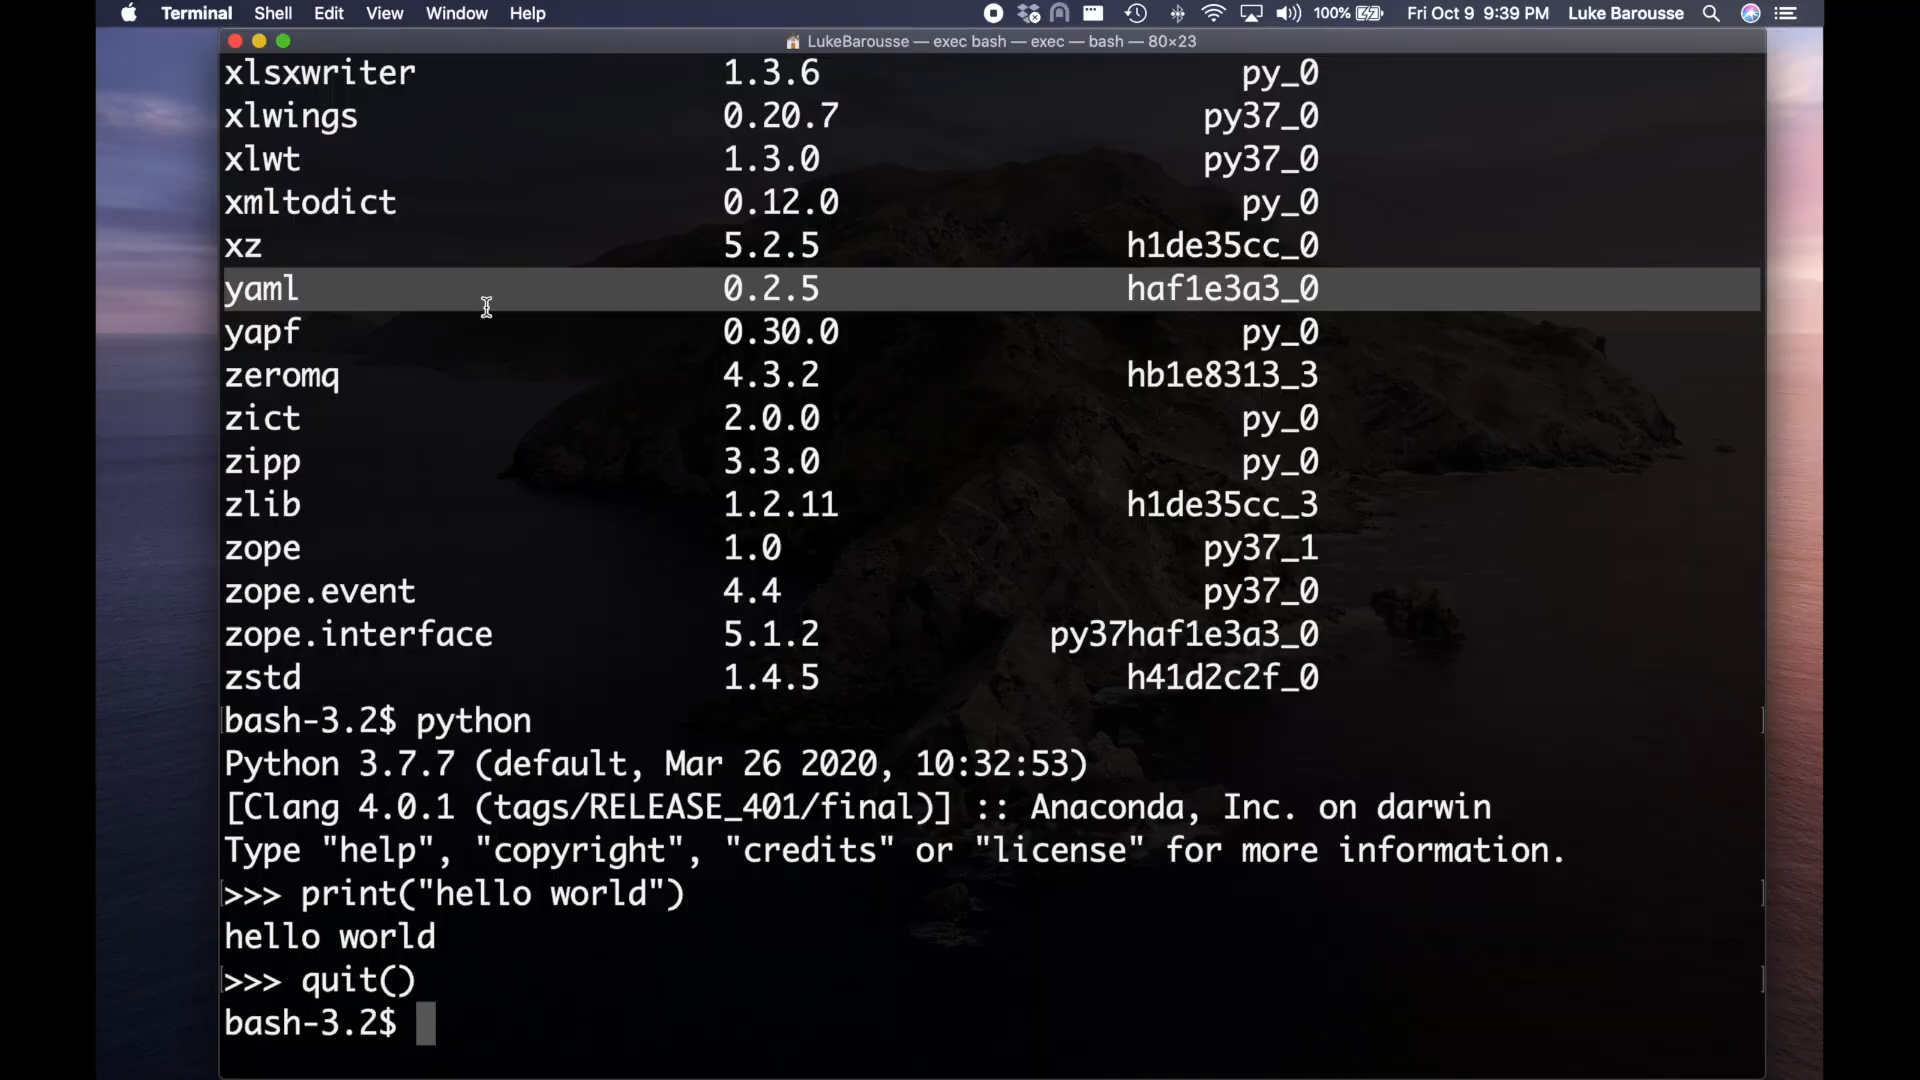 Terminal Shell Edit View Window Help 100% Fri Oct 9 9:39 PM Luke Barousse
LukeBarousse — exec bash — exec — bash — 80×23
xlsxwriter 1.3.6 py_0
xlwings 0.20.7 py37_0
xlwt 1.3.0 py37_0
xmltodict 0.12.0 py_0
xz 5.2.5 h1de35cc_0
yaml 0.2.5 haf1e3a3_0
yapf 0.30.0 py_0
zeromq 4.3.2 hb1e8313_3
zict 2.0.0 py_0
zipp 3.3.0 py_0
zlib 1.2.11 h1de35cc_3
zope 1.0 py37_1
zope.event 4.4 py37_0
zope.interface 5.1.2 py37haf1e3a3_0
zstd 1.4.5 h41d2c2f_0
bash-3.2$ python
Python 3.7.7 (default, Mar 26 2020, 10:32:53)
[Clang 4.0.1 (tags/RELEASE_401/final)] :: Anaconda, Inc. on darwin
Type "help", "copyright", "credits" or "license" for more information.
>>> print("hello world")
hello world
>>> quit()
bash-3.2$